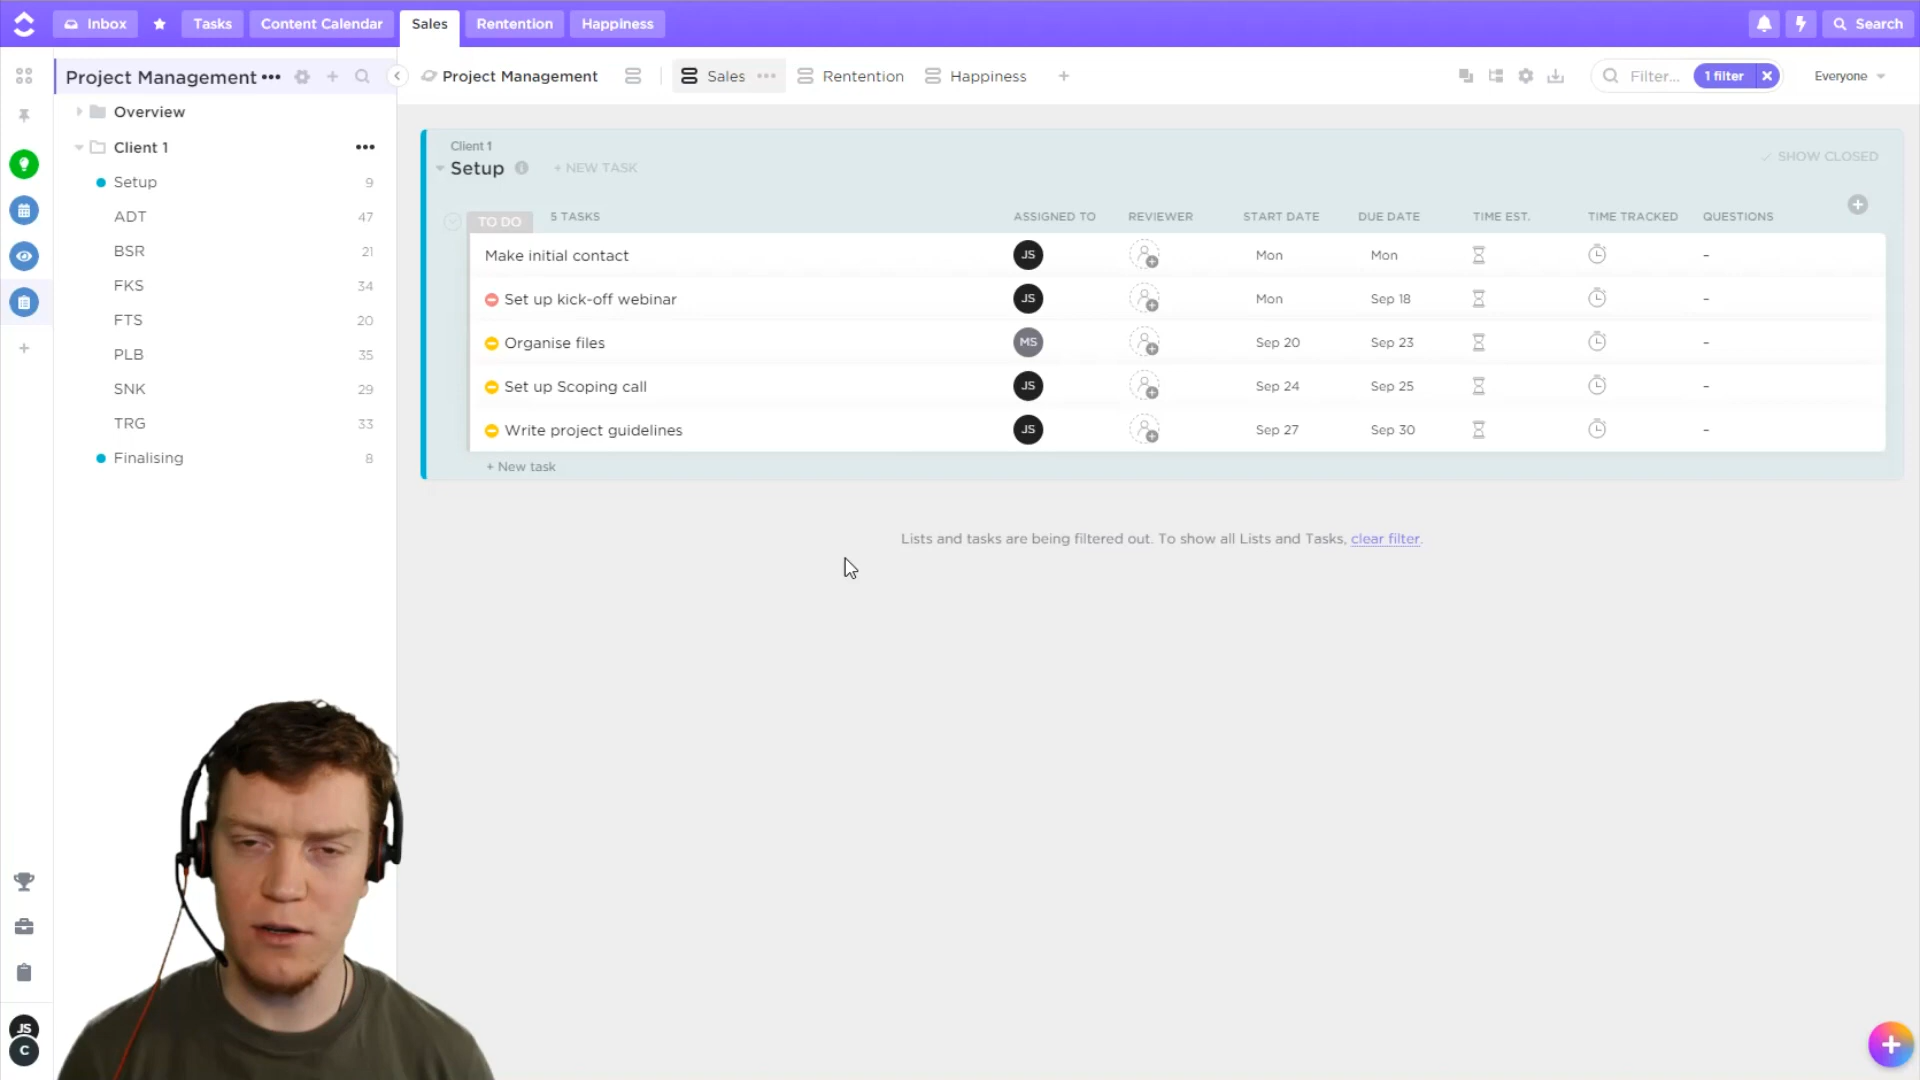 Inbox
Tasks
Content Calendar
Sales
Rentention
Happiness
Search
Project Management
Project Management
Sales
Rentention
Happiness
Filter...
1 filter
Everyone
Overview
Client 1
Setup 9
ADT 47
BSR 21
FKS 34
FTS 20
PLB 35
SNK 29
TRG 33
Finalising 8
Client 1
Setup
+ NEW TASK
SHOW CLOSED
TO DO
5 TASKS
ASSIGNED TO
REVIEWER
START DATE
DUE DATE
TIME EST.
TIME TRACKED
QUESTIONS
Make initial contact JS Mon Mon –
Set up kick-off webinar JS Mon Sep 18 –
Organise files MS Sep 20 Sep 23 –
Set up Scoping call JS Sep 24 Sep 25 –
Write project guidelines JS Sep 27 Sep 30 –
+ New task
Lists and tasks are being filtered out. To show all Lists and Tasks, clear filter.
JS
C